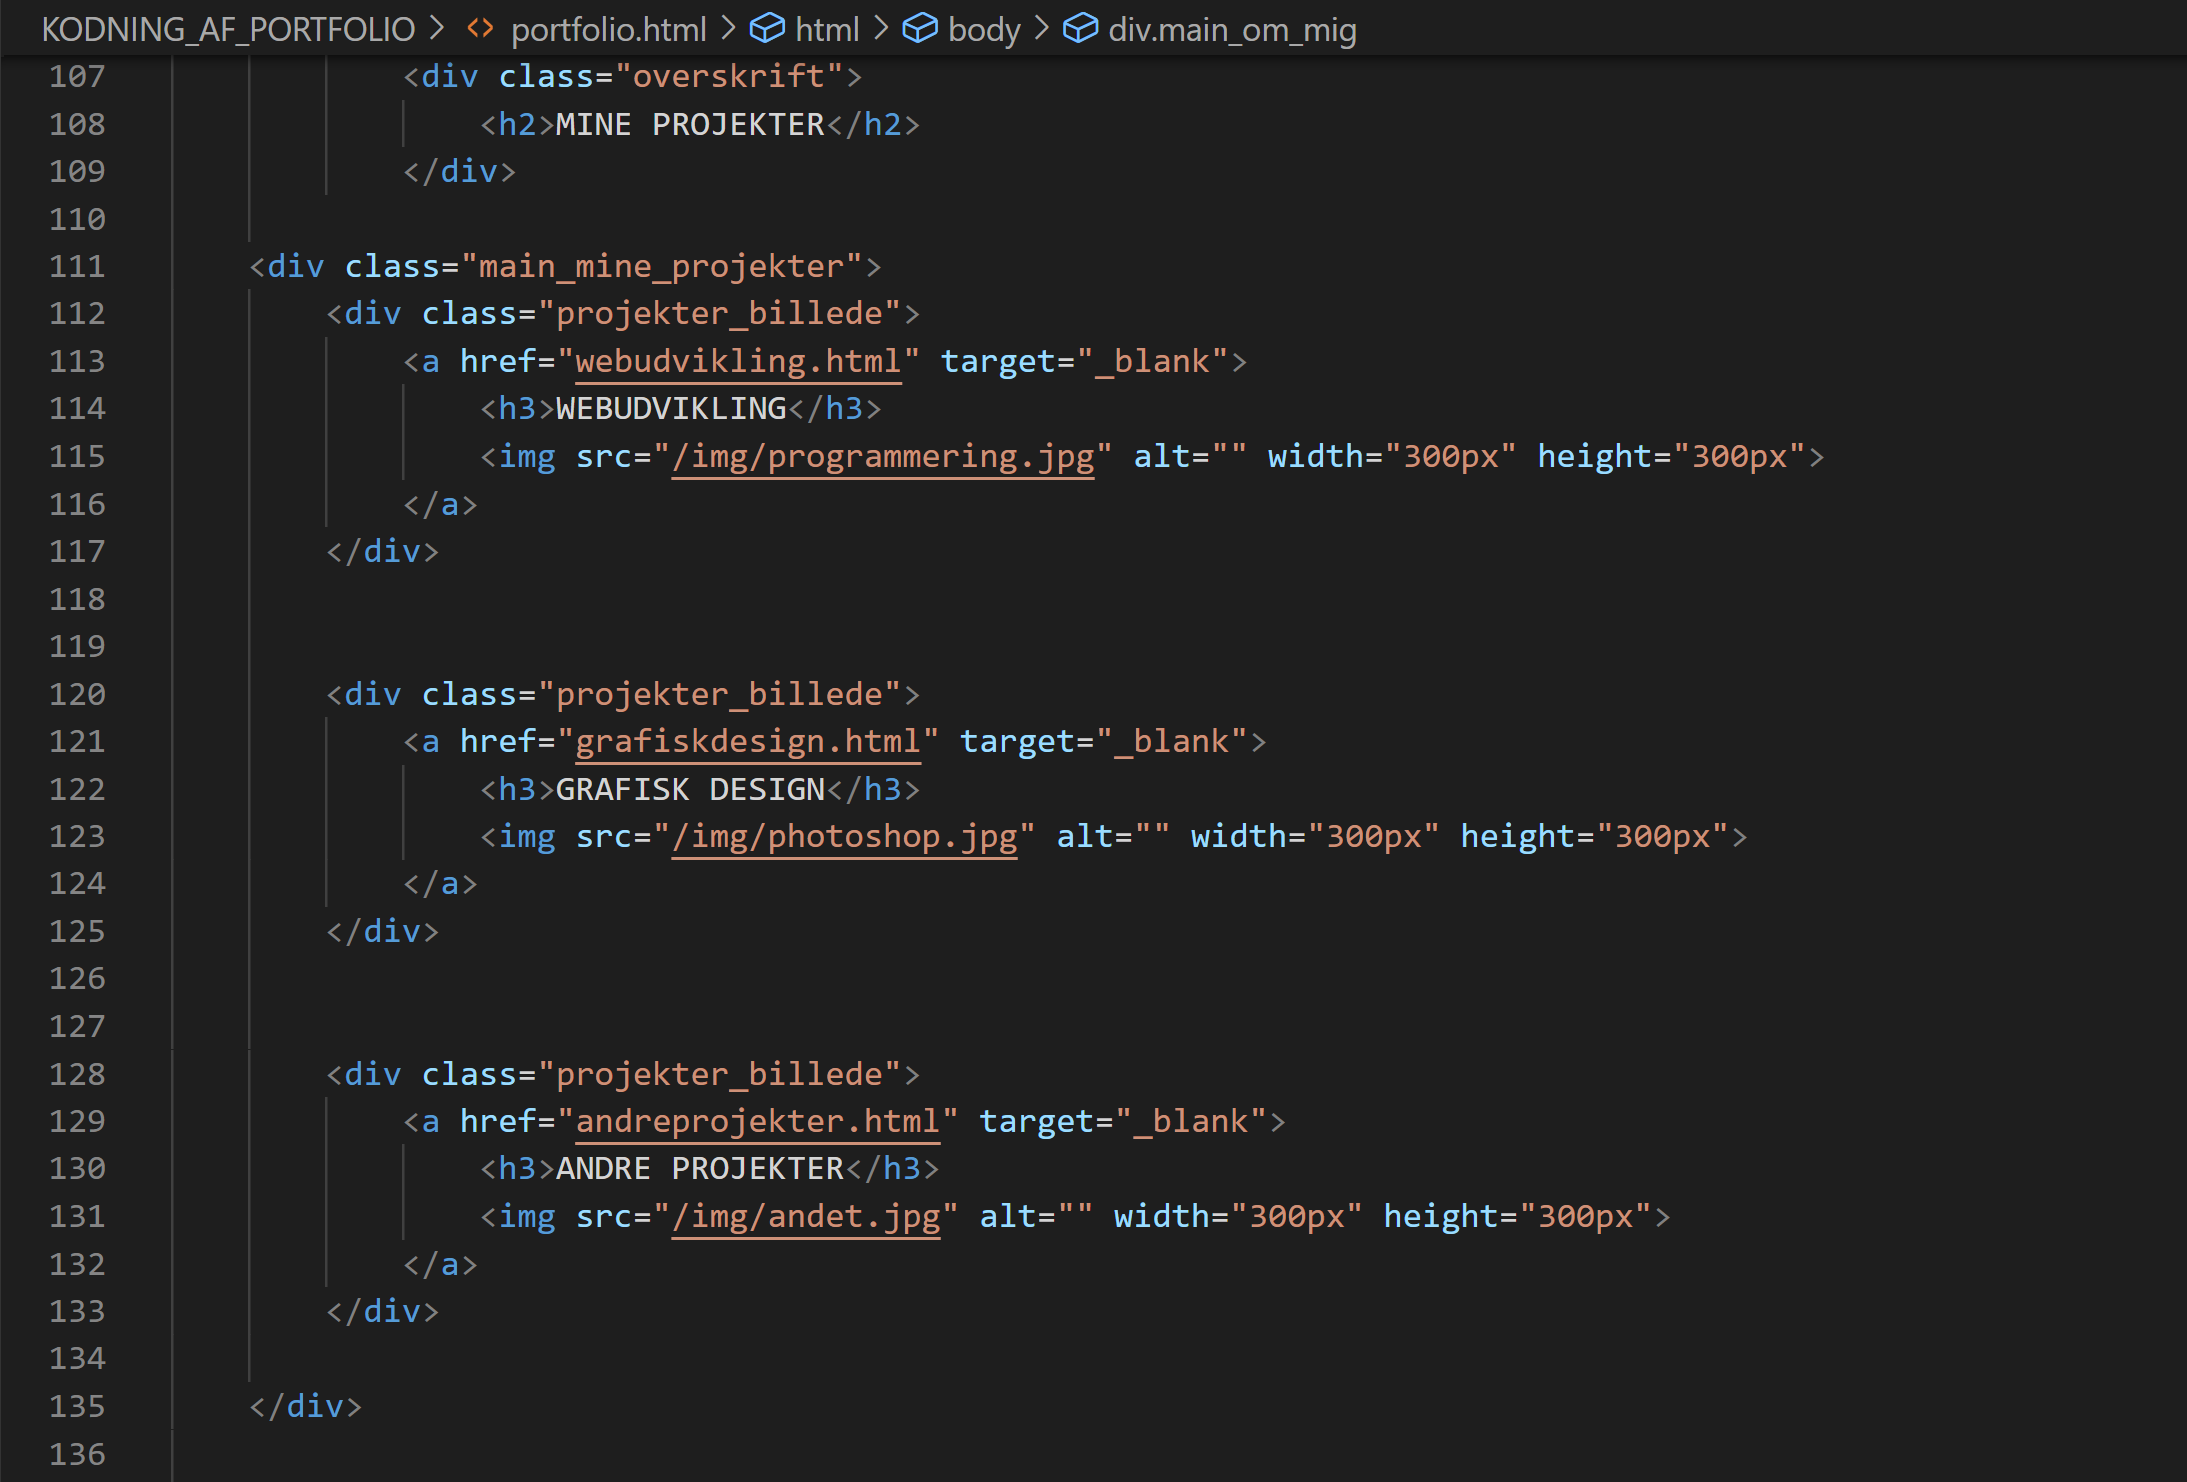 KODNING_AF_PORTFOLIO > <> portfolio.html > html > body > div.main_om_mig
107 <div class="overskrift">
108 <h2>MINE PROJEKTER</h2>
109 </div>
110
111 <div class="main_mine_projekter">
112 <div class="projekter_billede">
113 <a href="webudvikling.html" target="_blank">
114 <h3>WEBUDVIKLING</h3>
115 <img src="/img/programmering.jpg" alt="" width="300px" height="300px">
116 </a>
117 </div>
118
119
120 <div class="projekter_billede">
121 <a href="grafiskdesign.html" target="_blank">
122 <h3>GRAFISK DESIGN</h3>
123 <img src="/img/photoshop.jpg" alt="" width="300px" height="300px">
124 </a>
125 </div>
126
127
128 <div class="projekter_billede">
129 <a href="andreprojekter.html" target="_blank">
130 <h3>ANDRE PROJEKTER</h3>
131 <img src="/img/andet.jpg" alt="" width="300px" height="300px">
132 </a>
133 </div>
134
135 </div>
136